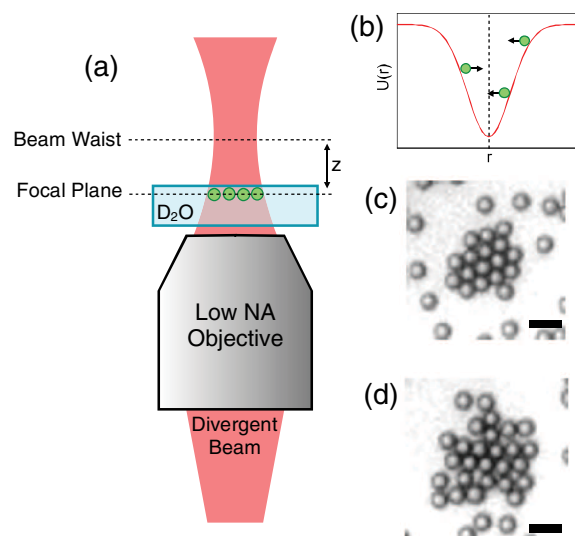 (a)
Beam Waist
z
Focal Plane
D₂O
Low NA
Objective
Divergent
Beam
(b)
U(r)
r
(c)
(d)